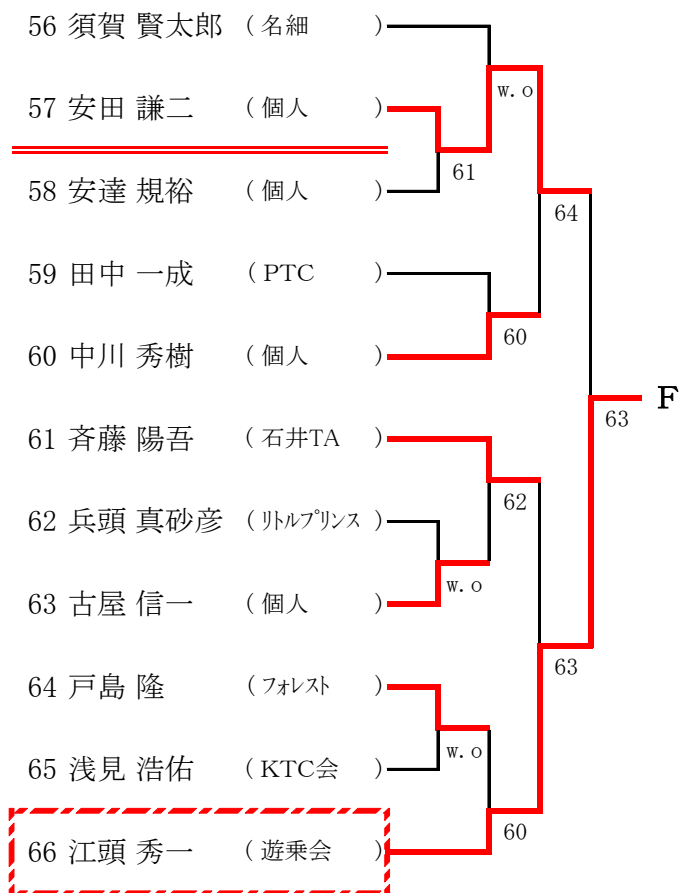 56 須賀 賢太郎 （ 名細 ）
w.o
57 安田 謙二 （ 個人 ）
61
58 安達 規裕 （ 個人 ）
64
59 田中 一成 （ PTC ）
60
60 中川 秀樹 （ 個人 ）
F
63
61 斉藤 陽吾 （ 石井TA ）
62
62 兵頭 真砂彦 （ ﾘﾄﾙﾌﾟﾘﾝｽ ）
w.o
63 古屋 信一 （ 個人 ）
63
64 戸島 隆 （ ﾌｫﾚｽﾄ ）
w.o
65 浅見 浩佑 （ KTC会 ）
60
66 江頭 秀一 （ 遊乗会 ）